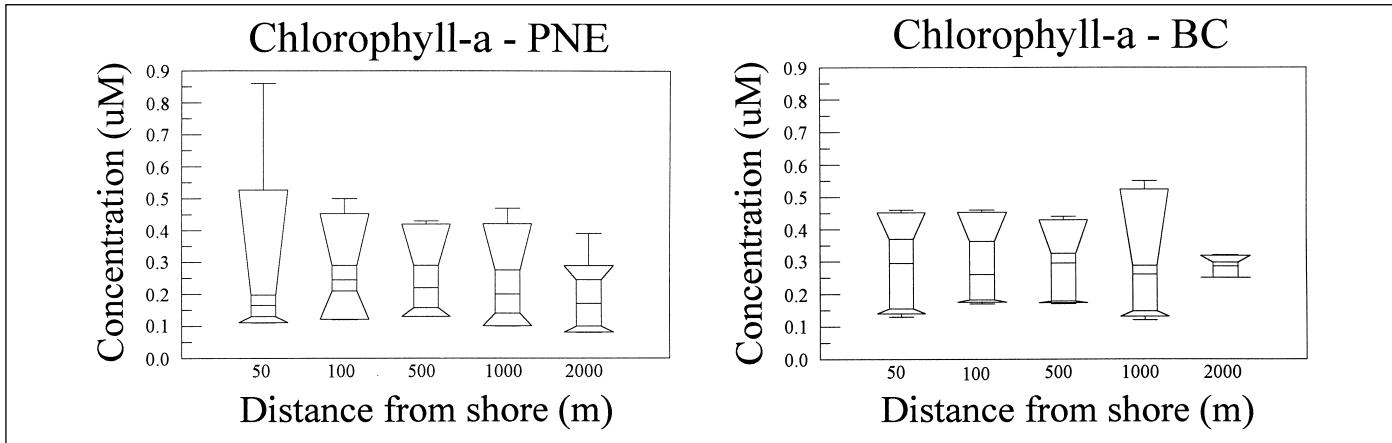 Chlorophyll-a - PNE
Concentration (uM)
0.9
0.8
0.7
0.6
0.5
0.4
0.3
0.2
0.1
0.0
50 100 500 1000 2000
Distance from shore (m)
Chlorophyll-a - BC
Concentration (uM)
0.9
0.8
0.7
0.6
0.5
0.4
0.3
0.2
0.1
0.0
50 100 500 1000 2000
Distance from shore (m)